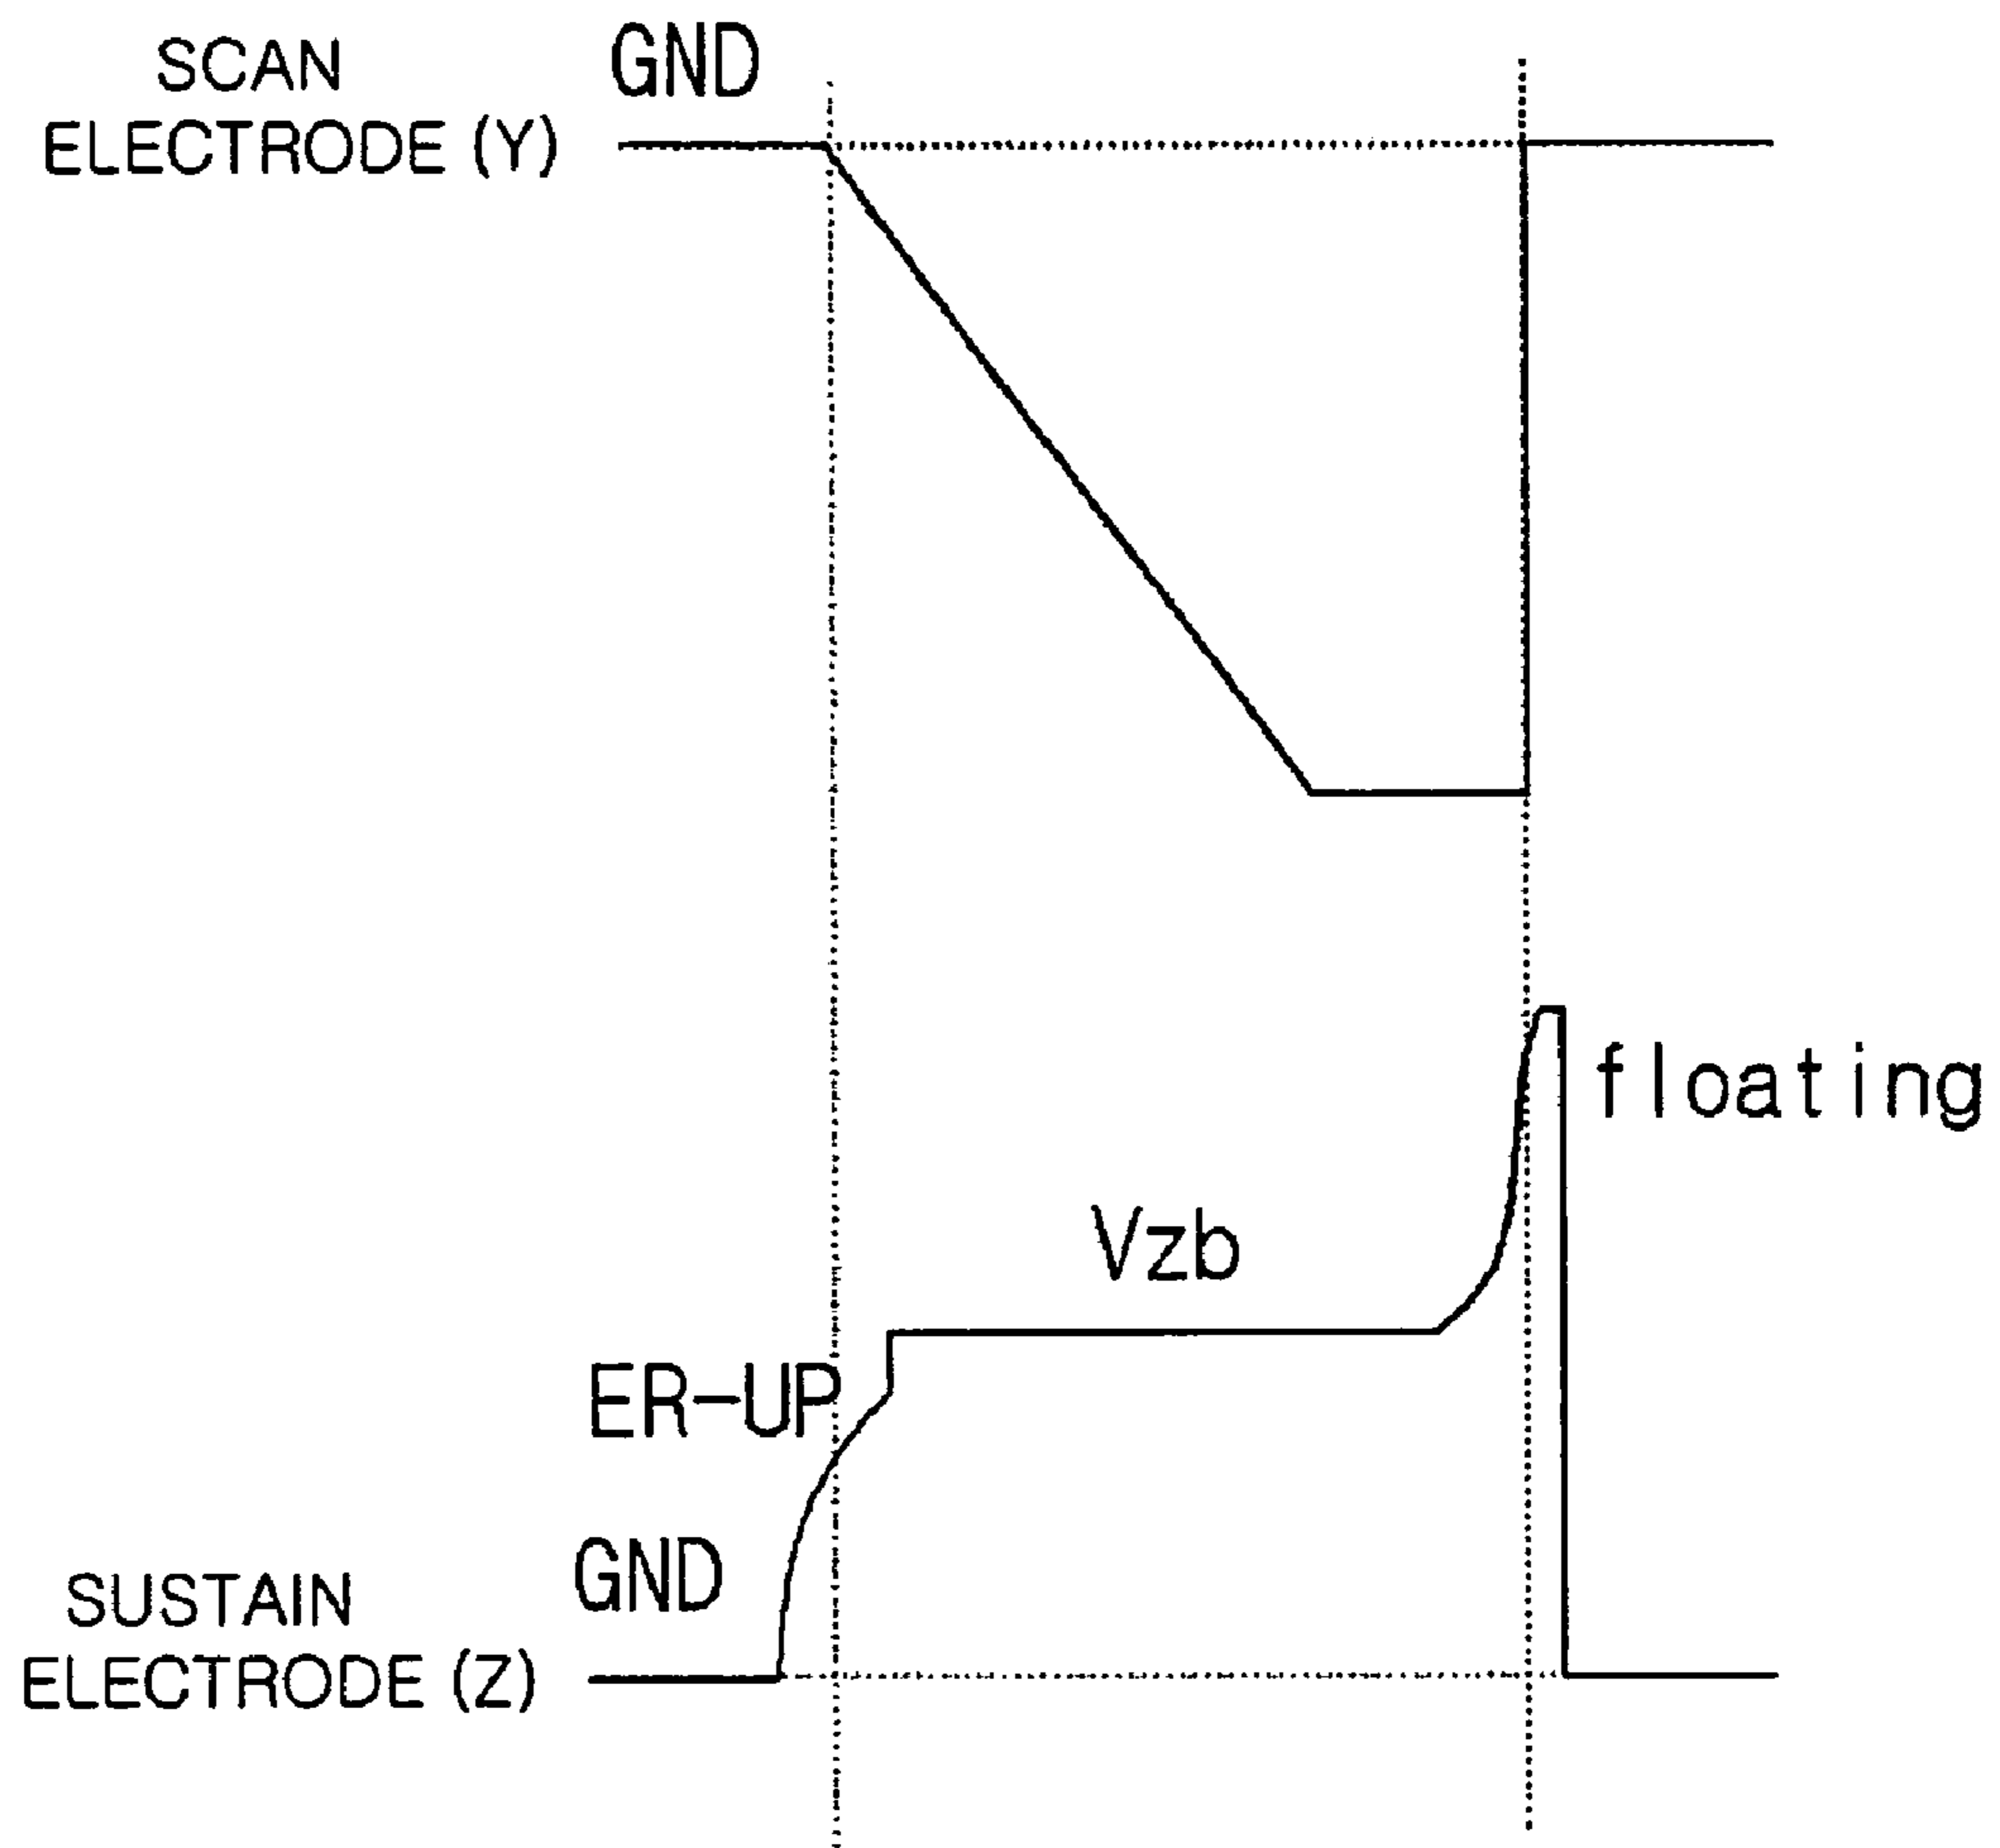 SCAN
ELECTRODE (Y)
GND
floating
Vzb
ER-UP
GND
SUSTAIN
ELECTRODE (Z)